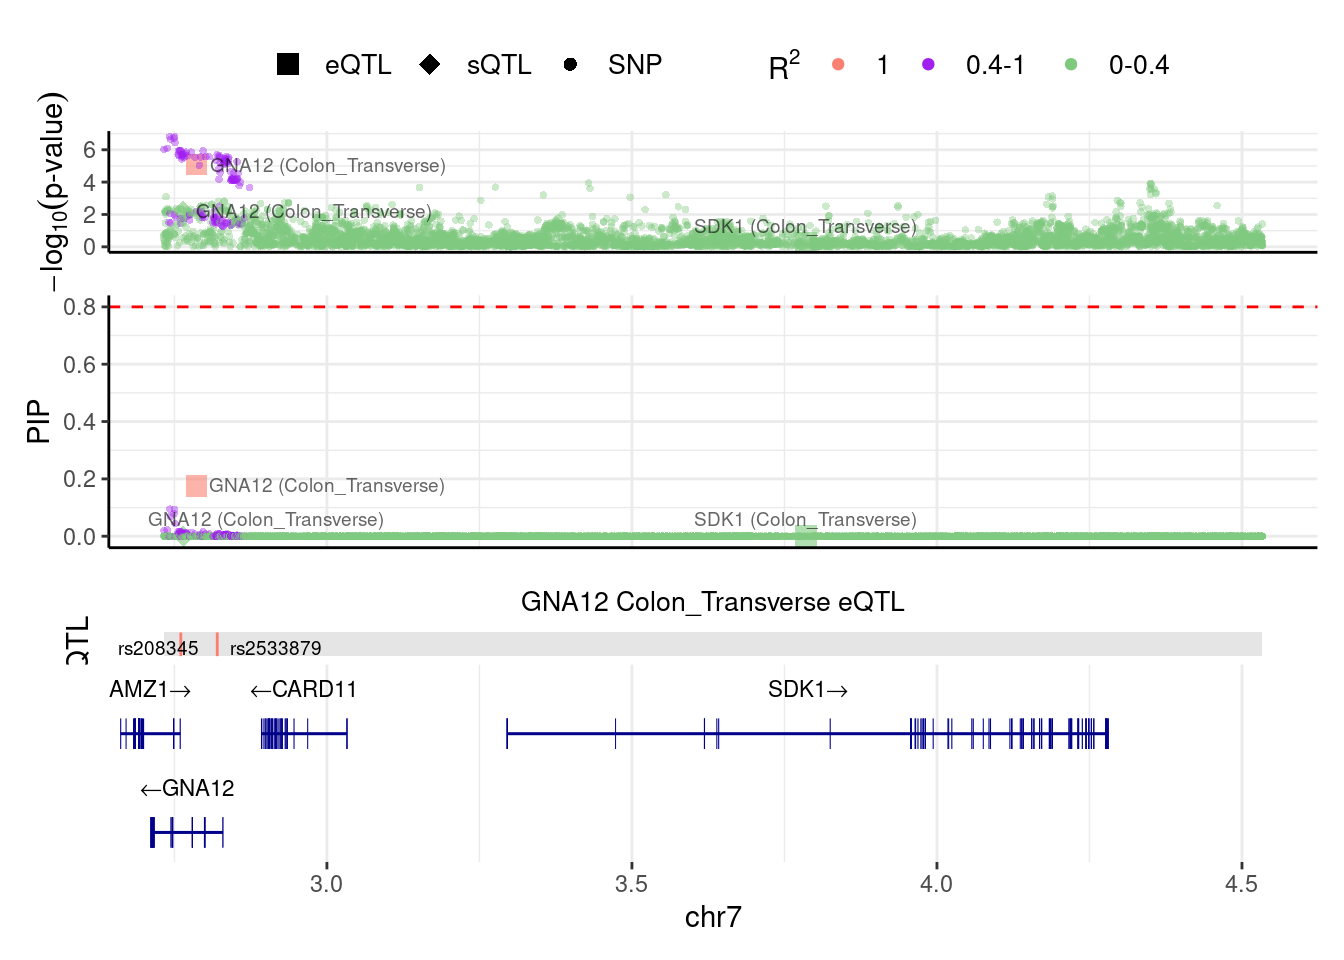 eQTL sQTL SNP R2 1 0.4-1 0-0.4
−log10(p-value)
6
4
2
0
GNA12 (Colon_Transverse)
GNA12 (Colon_Transverse)
SDK1 (Colon_Transverse)
PIP
0.8
0.6
0.4
0.2
0.0
GNA12 (Colon_Transverse)
GNA12 (Colon_Transverse)
SDK1 (Colon_Transverse)
GNA12 Colon_Transverse eQTL
QTL
rs208345 rs2533879
AMZ1→ ←CARD11 SDK1→
←GNA12
3.0 3.5 4.0 4.5
chr7